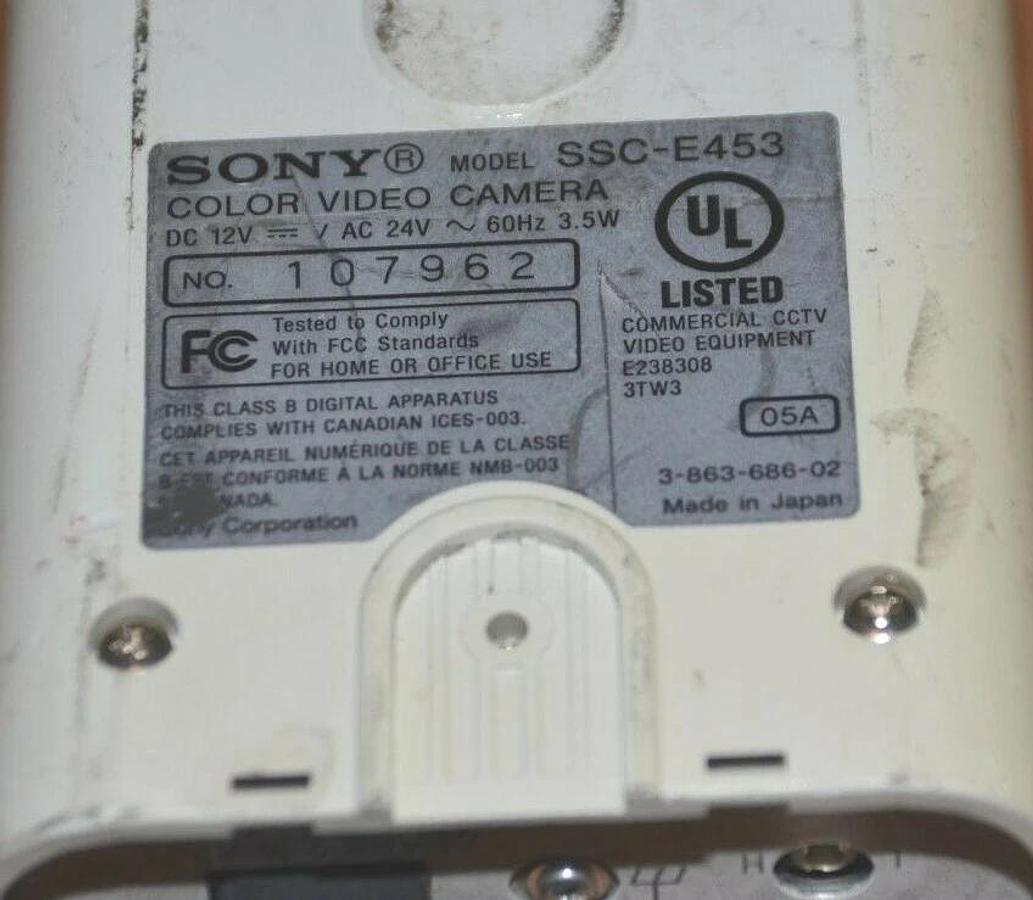 SONY® MODEL SSC-E453
COLOR VIDEO CAMERA
DC 12V ⎓ / AC 24V ∼ 60Hz 3.5W
NO. 107962
FC Tested to Comply
With FCC Standards
FOR HOME OR OFFICE USE
THIS CLASS B DIGITAL APPARATUS
COMPLIES WITH CANADIAN ICES-003.
CET APPAREIL NUMÉRIQUE DE LA CLASSE
B EST CONFORME À LA NORME NMB-003
Sony Corporation
UL
LISTED
COMMERCIAL CCTV
VIDEO EQUIPMENT
E238308
3TW3
05A
3-863-686-02
Made in Japan
H